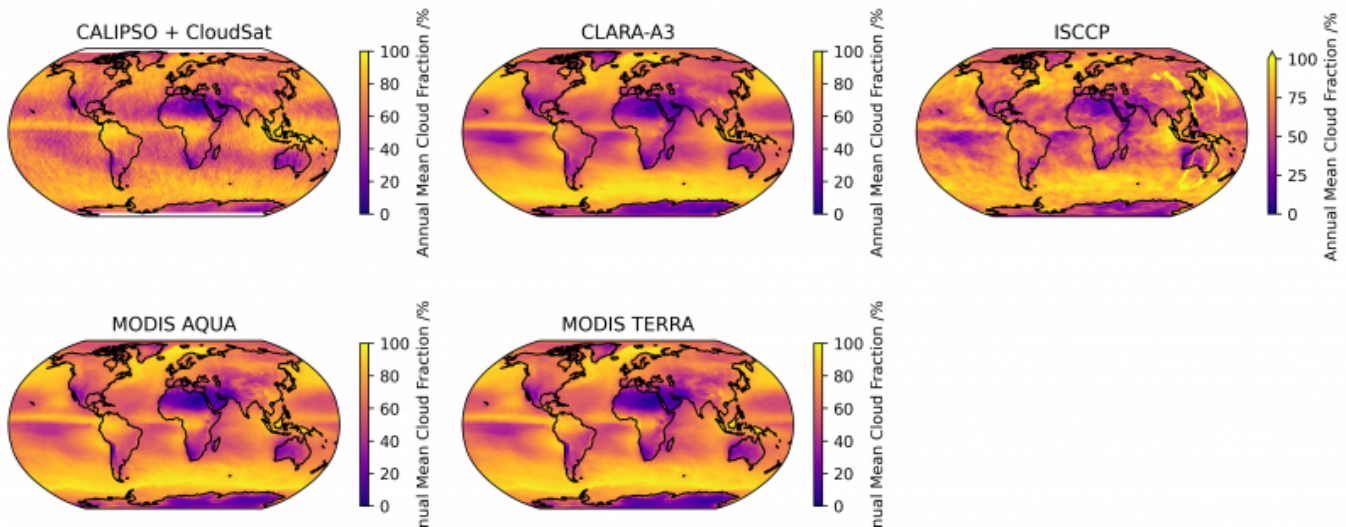 CALIPSO + CloudSat
100
80
60
40
20
0
Annual Mean Cloud Fraction /%
CLARA-A3
100
80
60
40
20
0
Annual Mean Cloud Fraction /%
ISCCP
100
75
50
25
0
Annual Mean Cloud Fraction /%
MODIS AQUA
100
80
60
40
20
0
nual Mean Cloud Fraction /%
MODIS TERRA
100
80
60
40
20
0
nual Mean Cloud Fraction /%